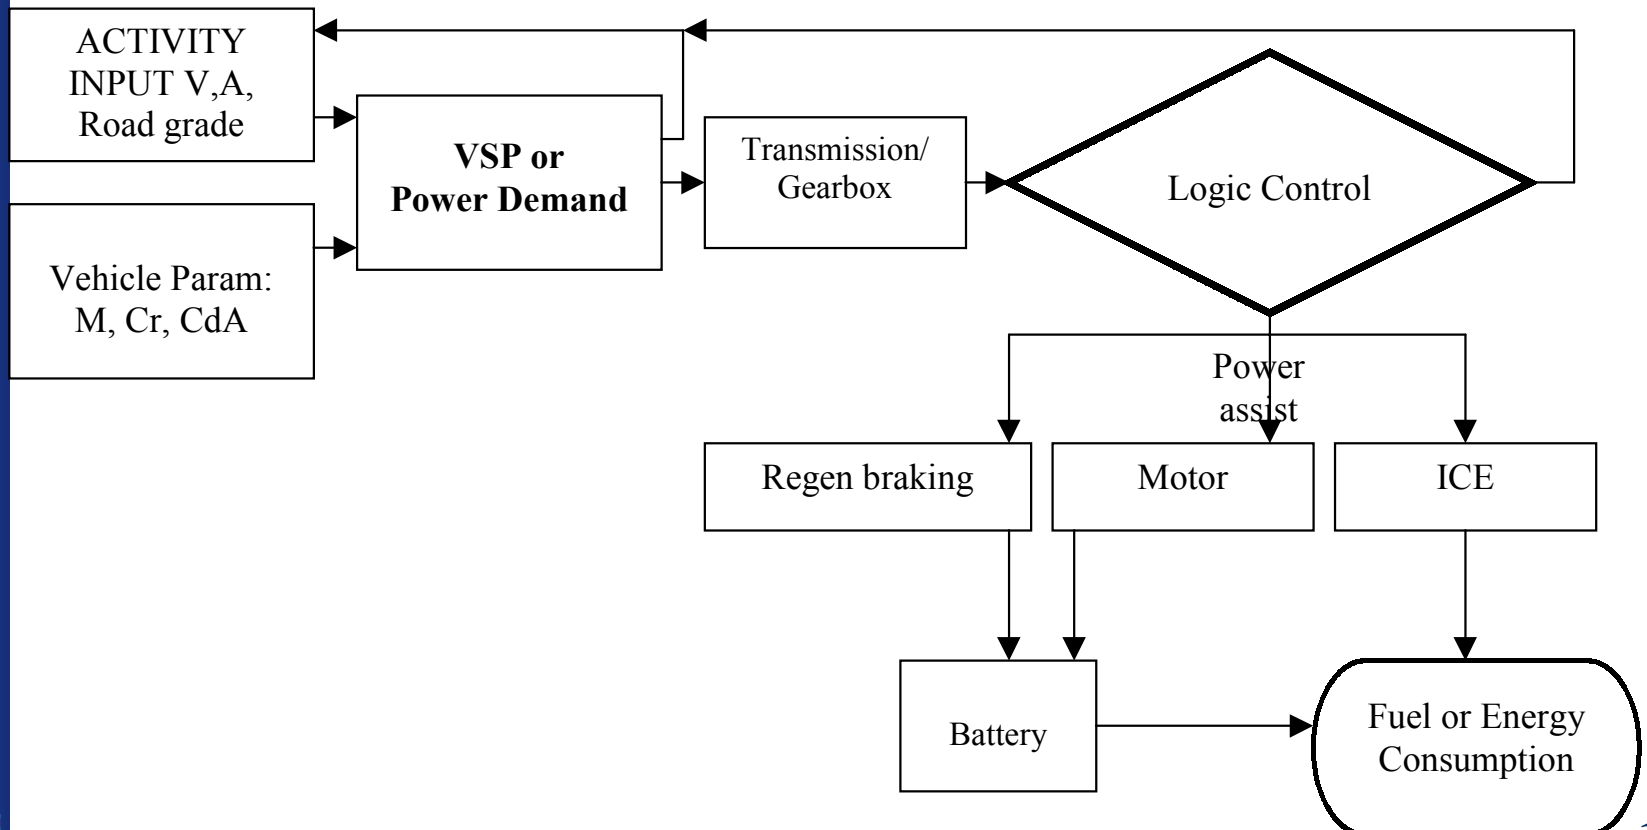 ACTIVITY
INPUT V,A,
Road grade
VSP or
Power Demand
Transmission/
Gearbox
Logic Control
Vehicle Param:
M, Cr, CdA
Power
assist
Regen braking
Motor
ICE
Battery
Fuel or Energy
Consumption